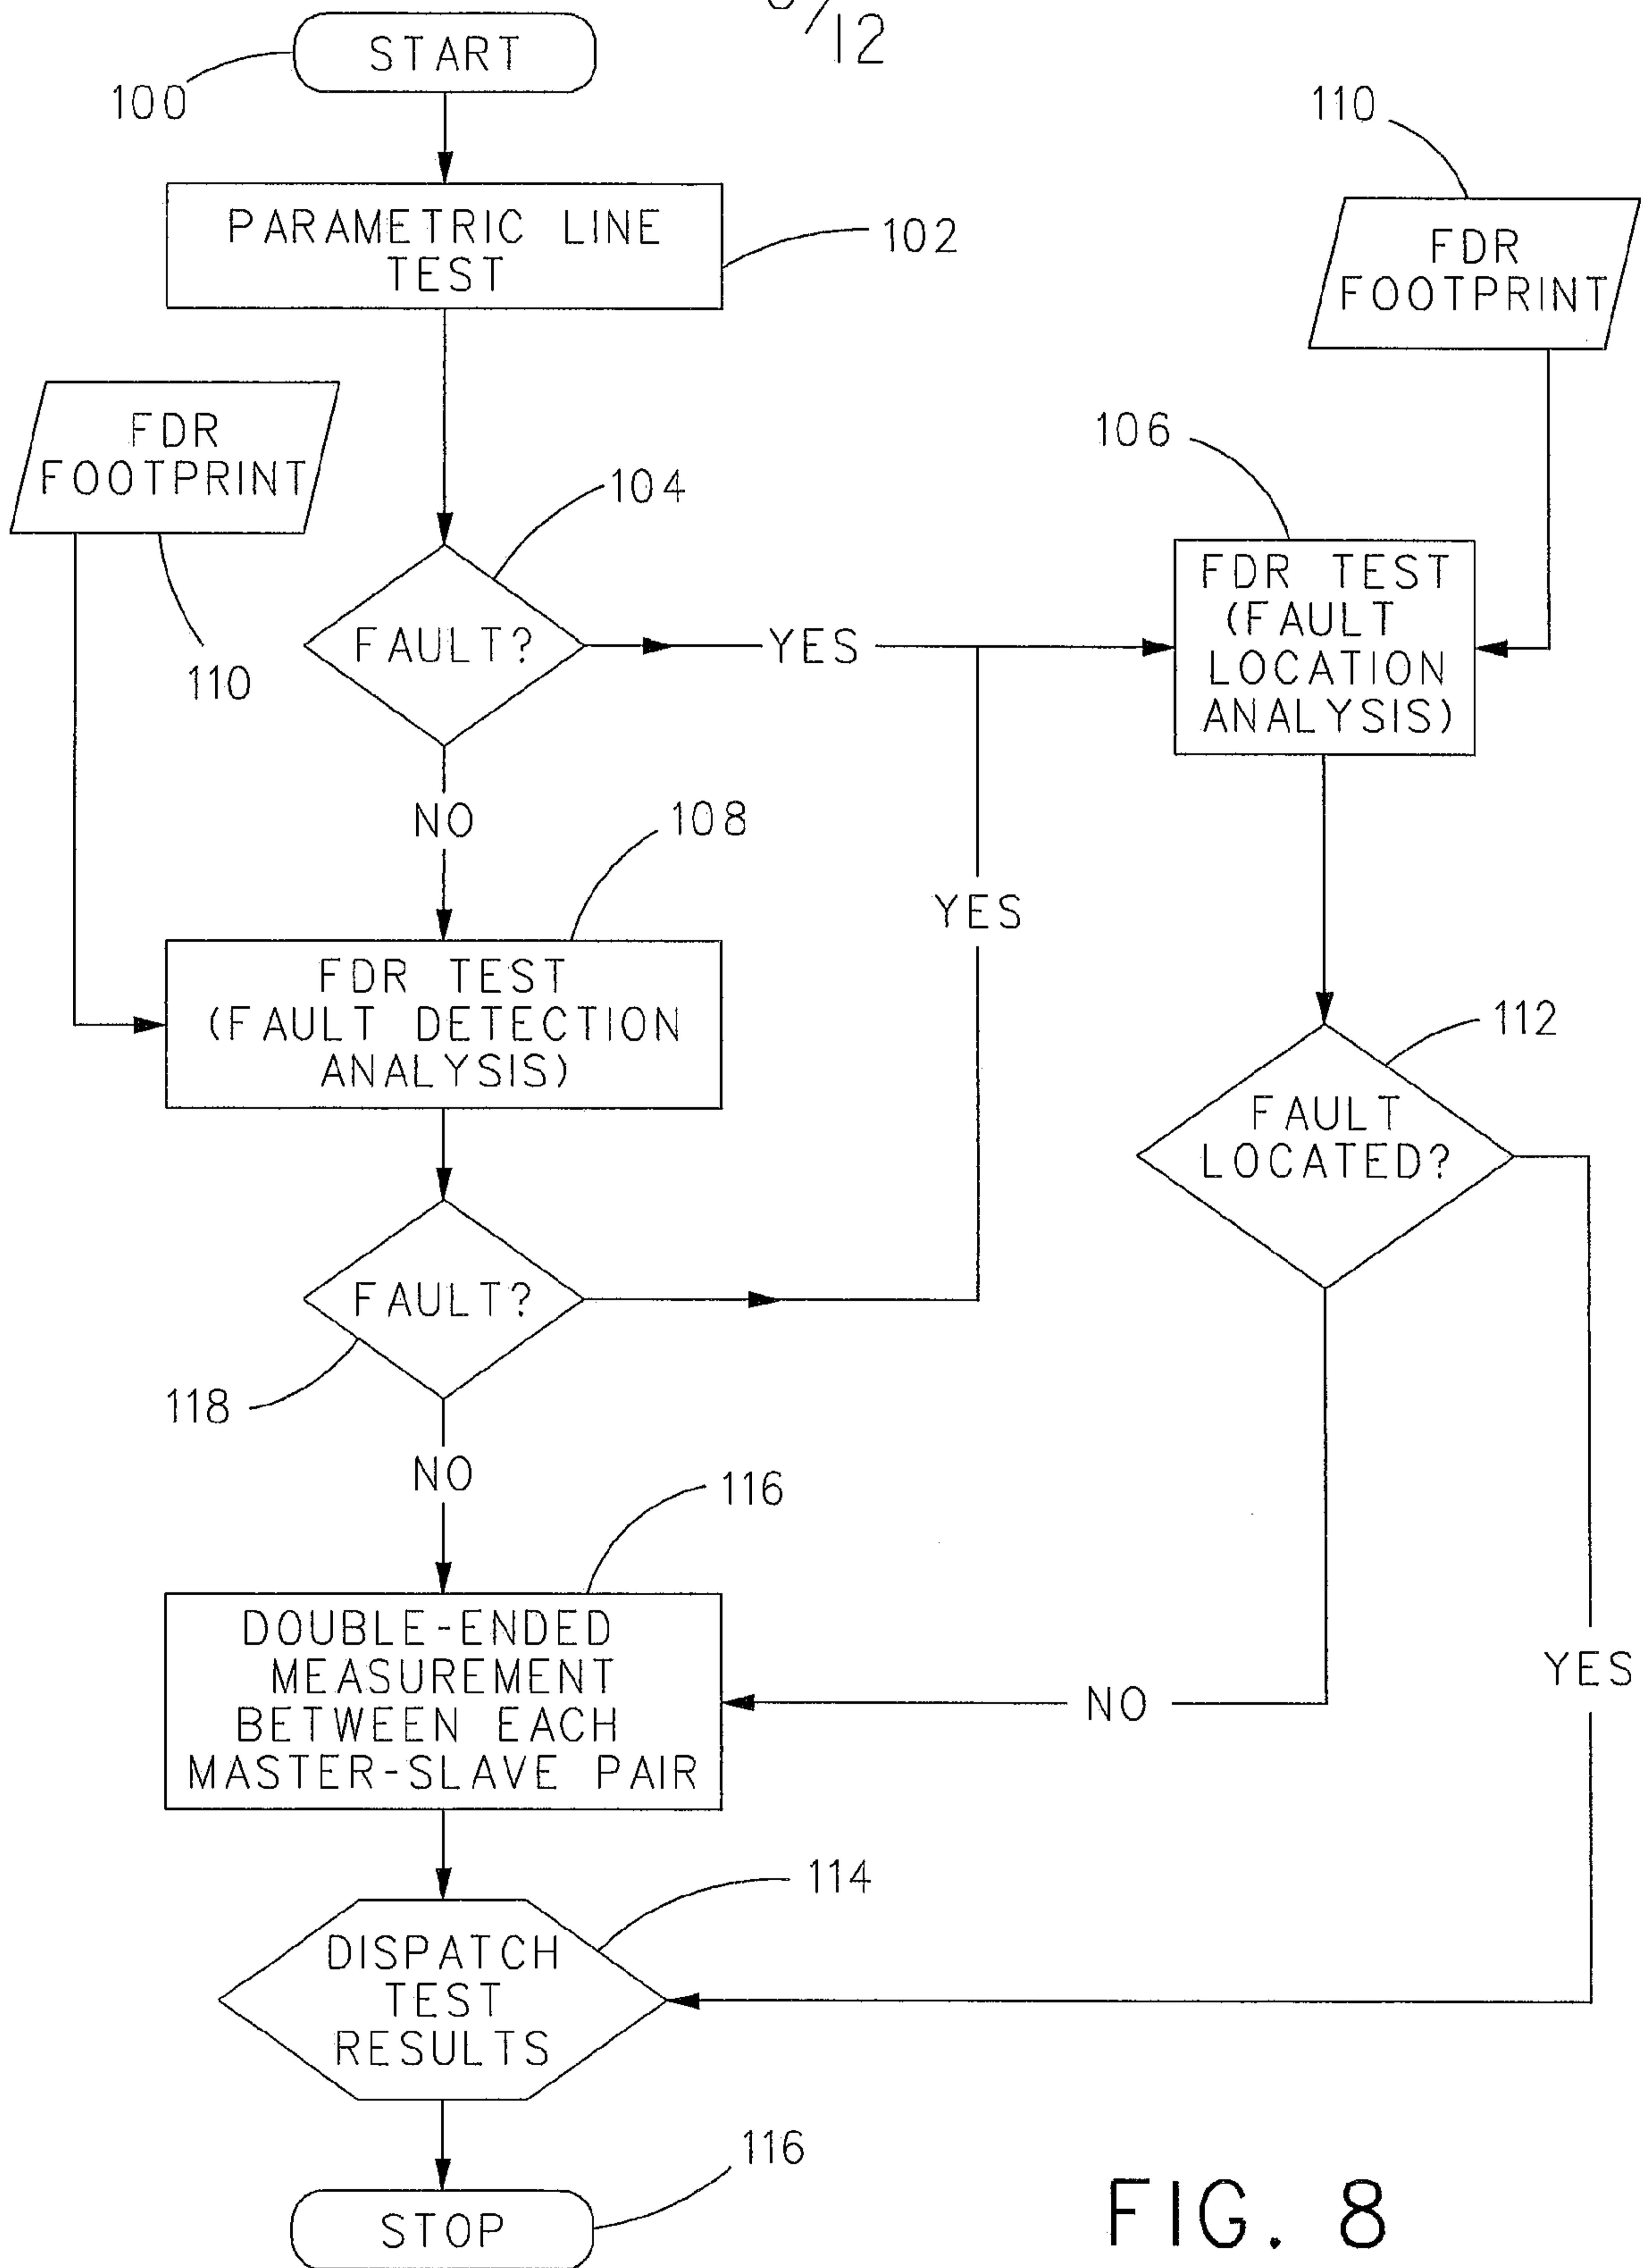 /12
START
100
PARAMETRIC LINE
TEST
102
110
FDR
FOOTPRINT
FDR
FOOTPRINT
110
104
FAULT?
YES
106
FDR TEST
(FAULT
LOCATION
ANALYSIS)
NO
108
YES
FDR TEST
(FAULT DETECTION
ANALYSIS)
112
FAULT
LOCATED?
FAULT?
118
NO
116
DOUBLE-ENDED
MEASUREMENT
BETWEEN EACH
MASTER-SLAVE PAIR
NO
YES
114
DISPATCH
TEST
RESULTS
116
STOP
FIG. 8